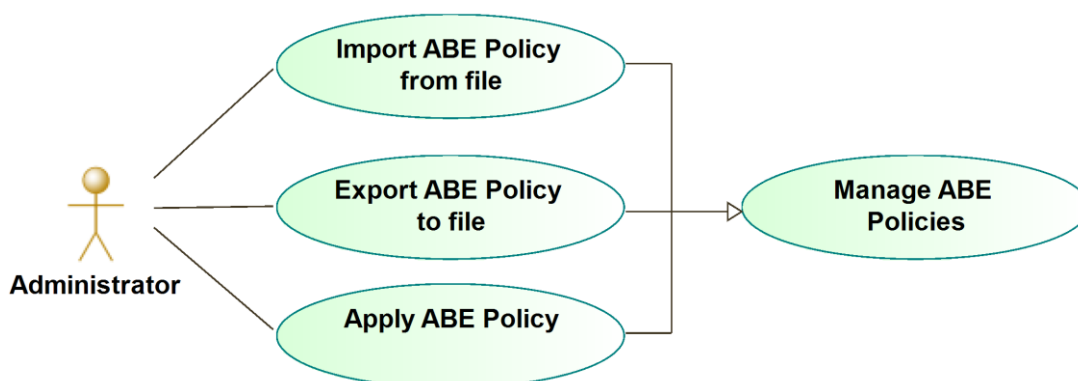 Import ABE Policy
from file
Export ABE Policy
to file
Manage ABE
Policies
Administrator
Apply ABE Policy